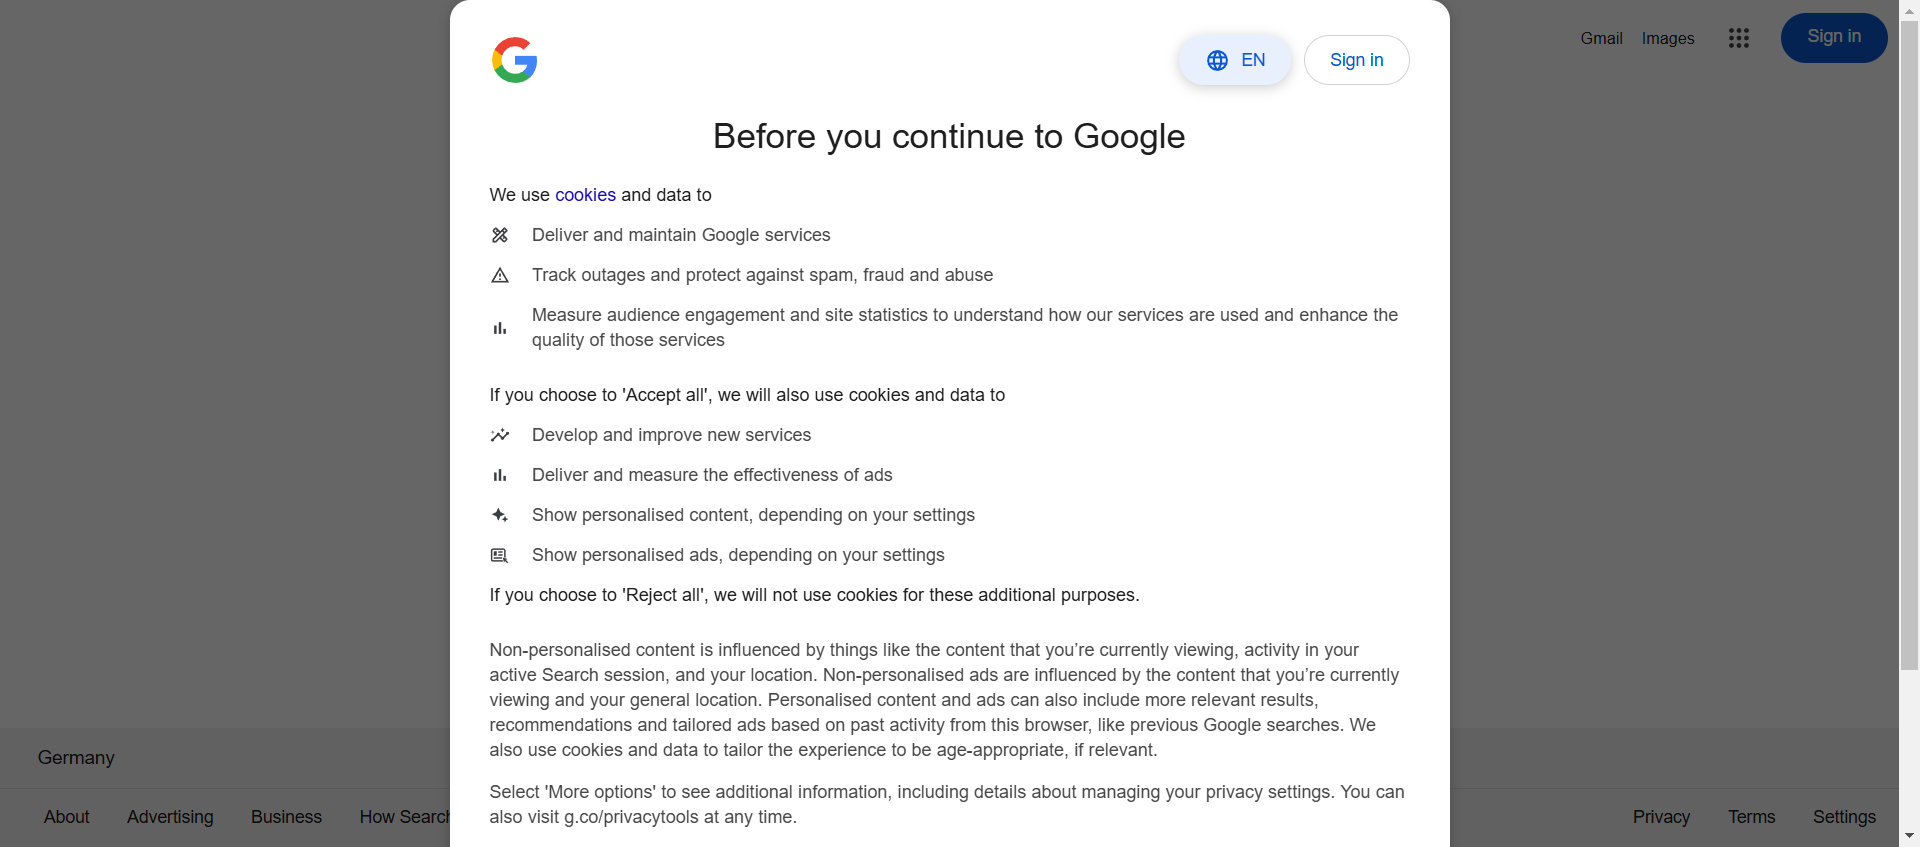 Gmail Images Sign in
EN Sign in
Before you continue to Google
We use cookies and data to
Deliver and maintain Google services
Track outages and protect against spam, fraud and abuse
Measure audience engagement and site statistics to understand how our services are used and enhance the
quality of those services
If you choose to 'Accept all', we will also use cookies and data to
Develop and improve new services
Deliver and measure the effectiveness of ads
Show personalised content, depending on your settings
Show personalised ads, depending on your settings
If you choose to 'Reject all', we will not use cookies for these additional purposes.
Non-personalised content is influenced by things like the content that you’re currently viewing, activity in your
active Search session, and your location. Non-personalised ads are influenced by the content that you’re currently
viewing and your general location. Personalised content and ads can also include more relevant results,
recommendations and tailored ads based on past activity from this browser, like previous Google searches. We
also use cookies and data to tailor the experience to be age-appropriate, if relevant.
Select 'More options' to see additional information, including details about managing your privacy settings. You can
also visit g.co/privacytools at any time.
Germany
About Advertising Business How Search Privacy Terms Settings